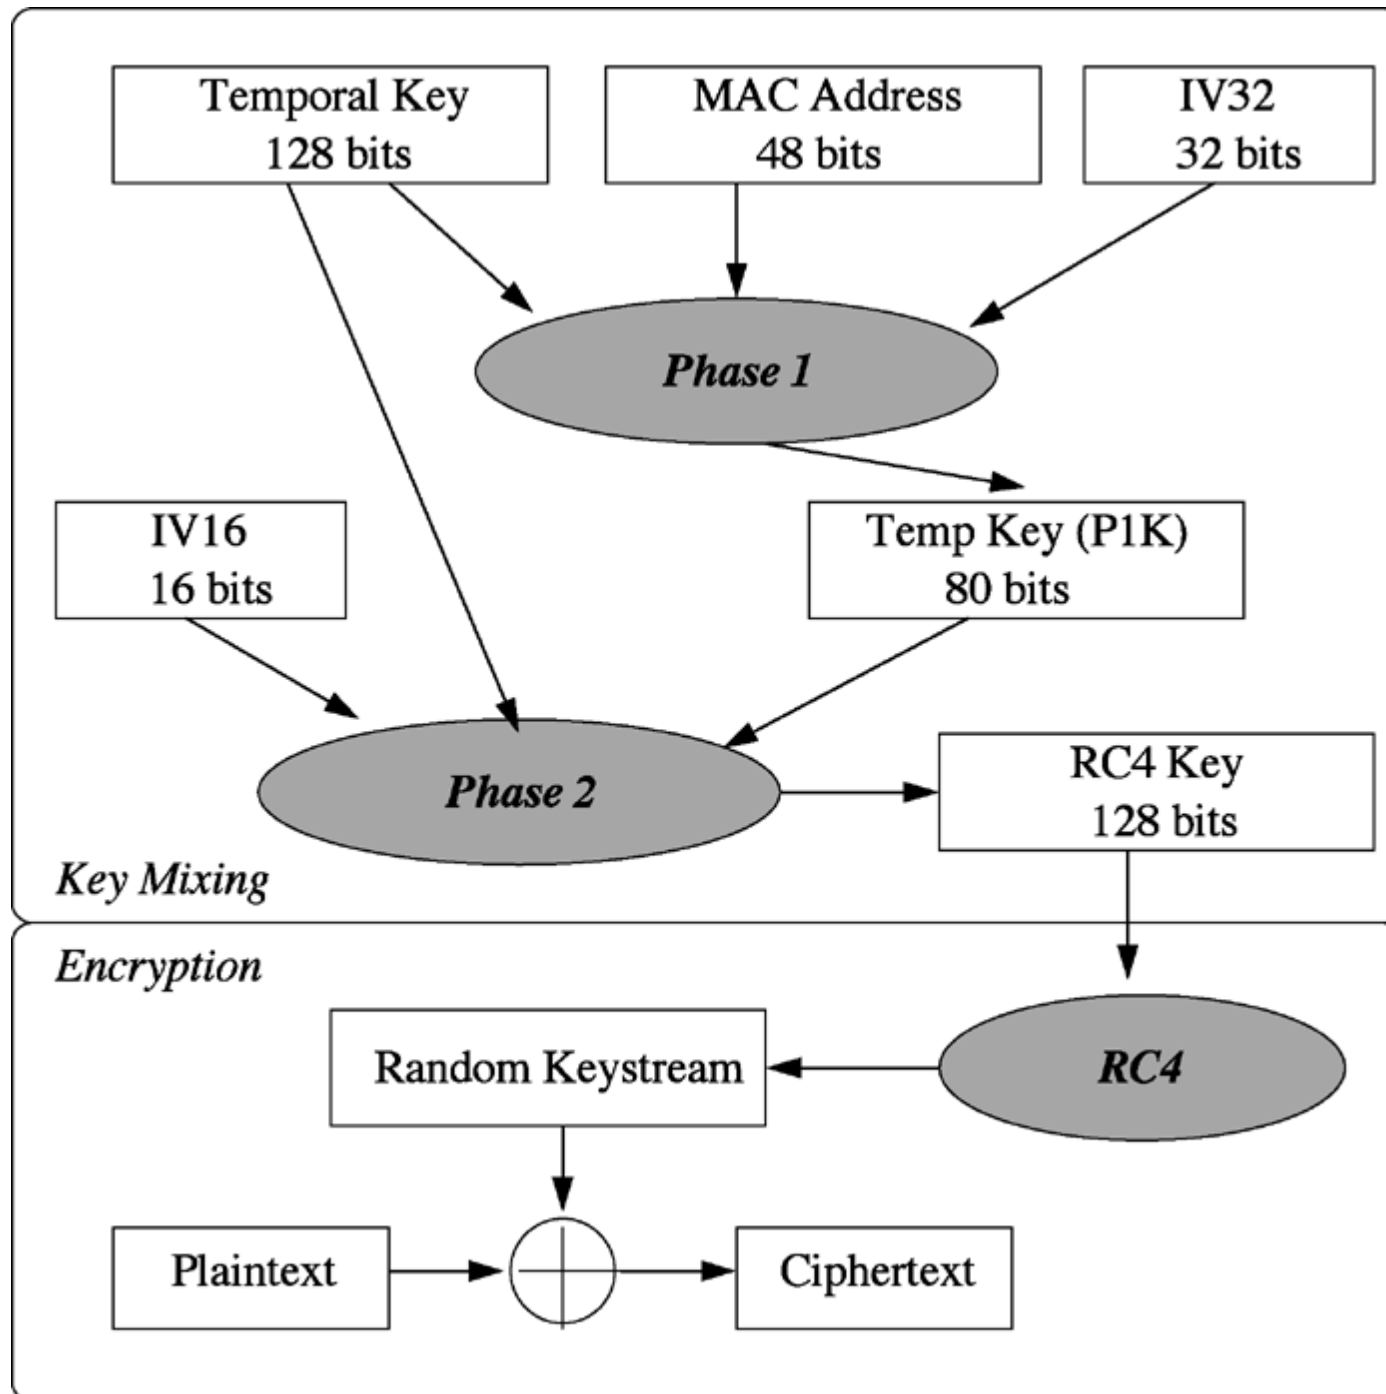 Temporal Key
128 bits
MAC Address
48 bits
IV32
32 bits
Phase 1
IV16
16 bits
Temp Key (P1K)
80 bits
Phase 2
RC4 Key
128 bits
Key Mixing
Encryption
Random Keystream
RC4
Plaintext
Ciphertext